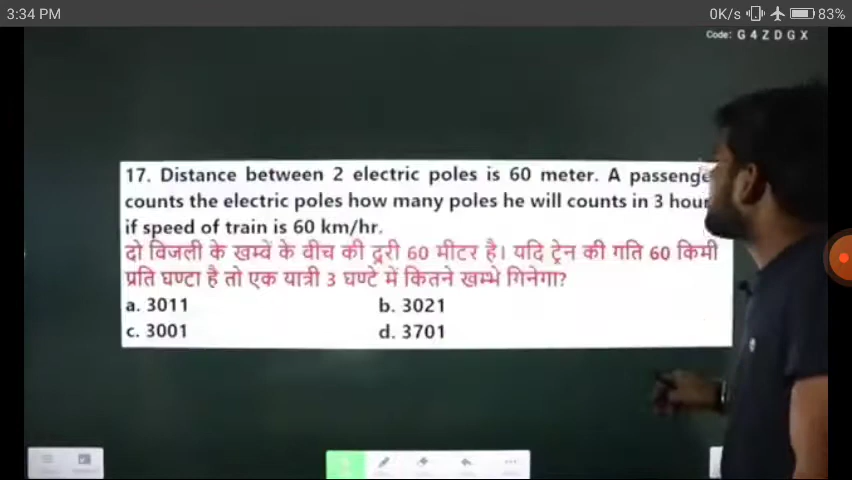 3:34 PM
0K/s 83%
Code: G 4 Z D G X
17. Distance between 2 electric poles is 60 meter. A passenge
counts the electric poles how many poles he will counts in 3 hour
if speed of train is 60 km/hr.
दो विजली के खम्वें के वीच की दूरी 60 मीटर है। यदि ट्रेन की गति 60 किमी
प्रति घण्टा है तो एक यात्री 3 घण्टे में कितने खम्भे गिनेगा?
a. 3011
b. 3021
c. 3001
d. 3701